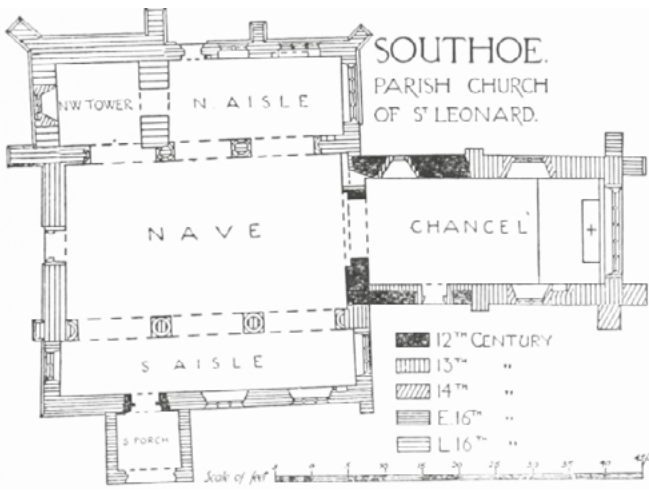 SOUTHOE.
PARISH CHURCH
OF ST LEONARD.
NW TOWER
N. AISLE
NAVE
CHANCEL
S AISLE
S. PORCH
12TH CENTURY
13TH "
14TH "
E.16TH "
L.16TH "
Scale of feet